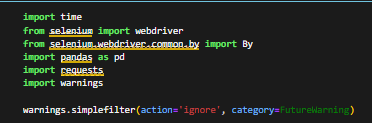 import time
from selenium import webdriver
from selenium.webdriver.common.by import By
import pandas as pd
import requests
import warnings
warnings.simplefilter(action='ignore', category=FutureWarning)